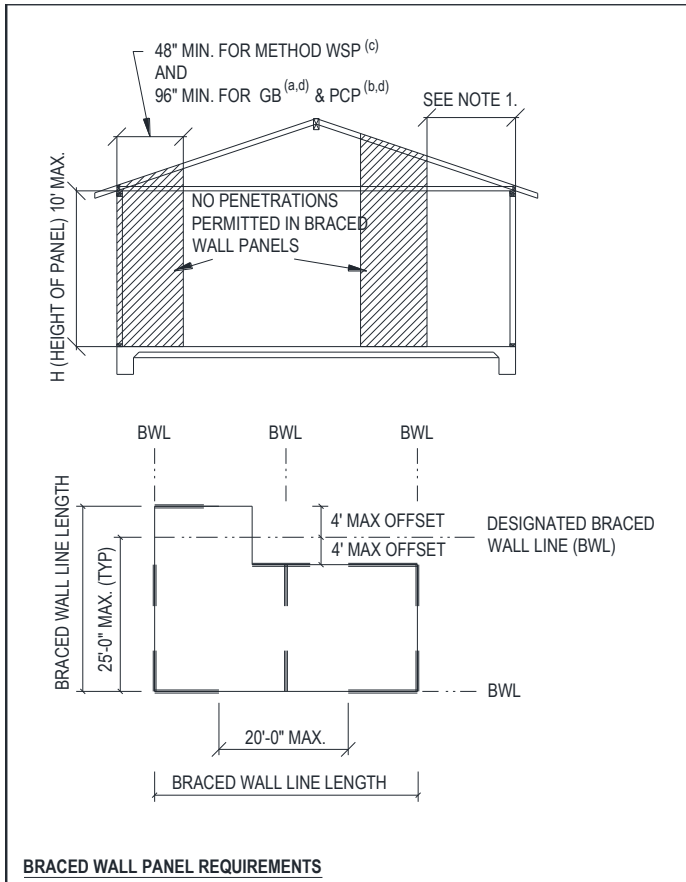 48" MIN. FOR METHOD WSP (c)
AND
96" MIN. FOR GB (a,d) & PCP (b,d)
SEE NOTE 1.
NO PENETRATIONS
PERMITTED IN BRACED
WALL PANELS
H (HEIGHT OF PANEL) 10' MAX.
BWL
BWL
BWL
BRACED WALL LINE LENGTH
25'-0" MAX. (TYP)
4' MAX OFFSET
4' MAX OFFSET
DESIGNATED BRACED
WALL LINE (BWL)
BWL
20'-0" MAX.
BRACED WALL LINE LENGTH
BRACED WALL PANEL REQUIREMENTS